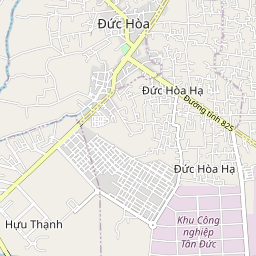 Đức Hòa
Đức Hòa Hạ
Đường tỉnh 825
Đức Hòa Hạ
Hựu Thạnh
Khu Công
nghiệp
Tân Đức